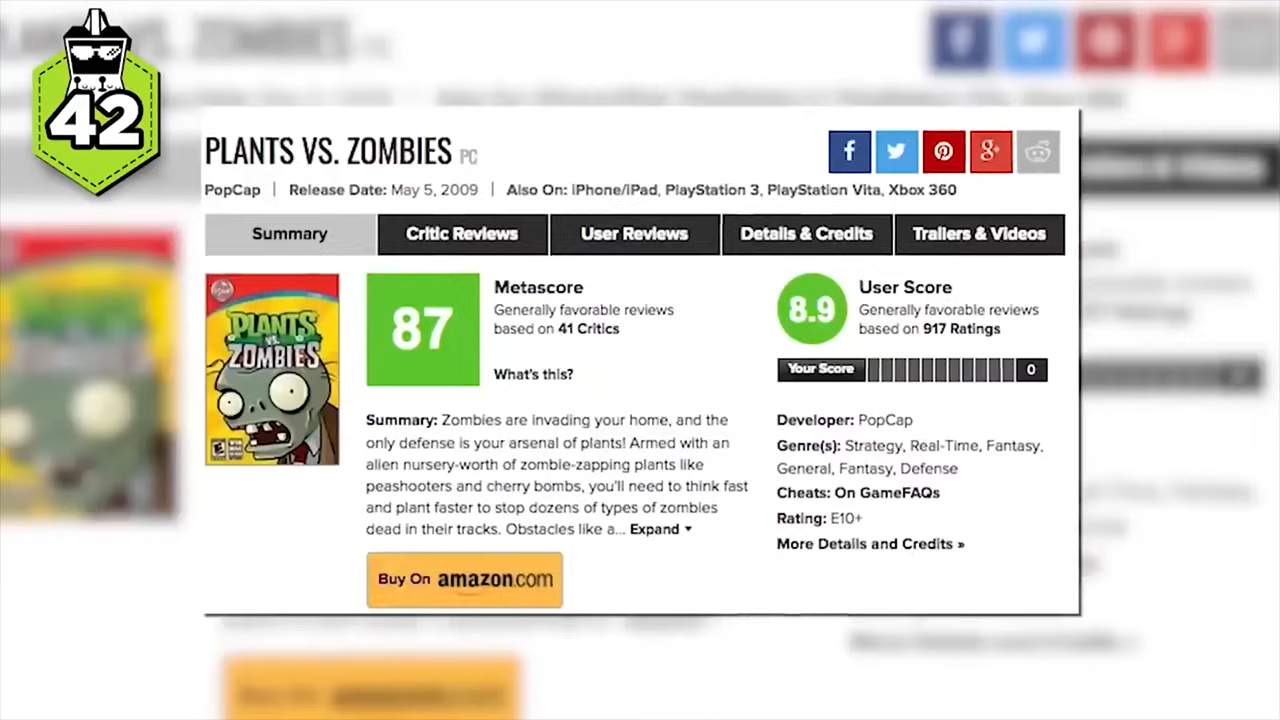 42
PLANTS VS. ZOMBIES PC
PopCap | Release Date: May 5, 2009 | Also On: iPhone/iPad, PlayStation 3, PlayStation Vita, Xbox 360
Summary Critic Reviews User Reviews Details & Credits Trailers & Videos
PLANTS
VS.
ZOMBIES
87
Metascore
Generally favorable reviews
based on 41 Critics
What's this?
8.9
User Score
Generally favorable reviews
based on 917 Ratings
Your Score 0
Summary: Zombies are invading your home, and the
only defense is your arsenal of plants! Armed with an
alien nursery-worth of zombie-zapping plants like
peashooters and cherry bombs, you'll need to think fast
and plant faster to stop dozens of types of zombies
dead in their tracks. Obstacles like a... Expand
Buy On amazon.com
Developer: PopCap
Genre(s): Strategy, Real-Time, Fantasy,
General, Fantasy, Defense
Cheats: On GameFAQs
Rating: E10+
More Details and Credits »